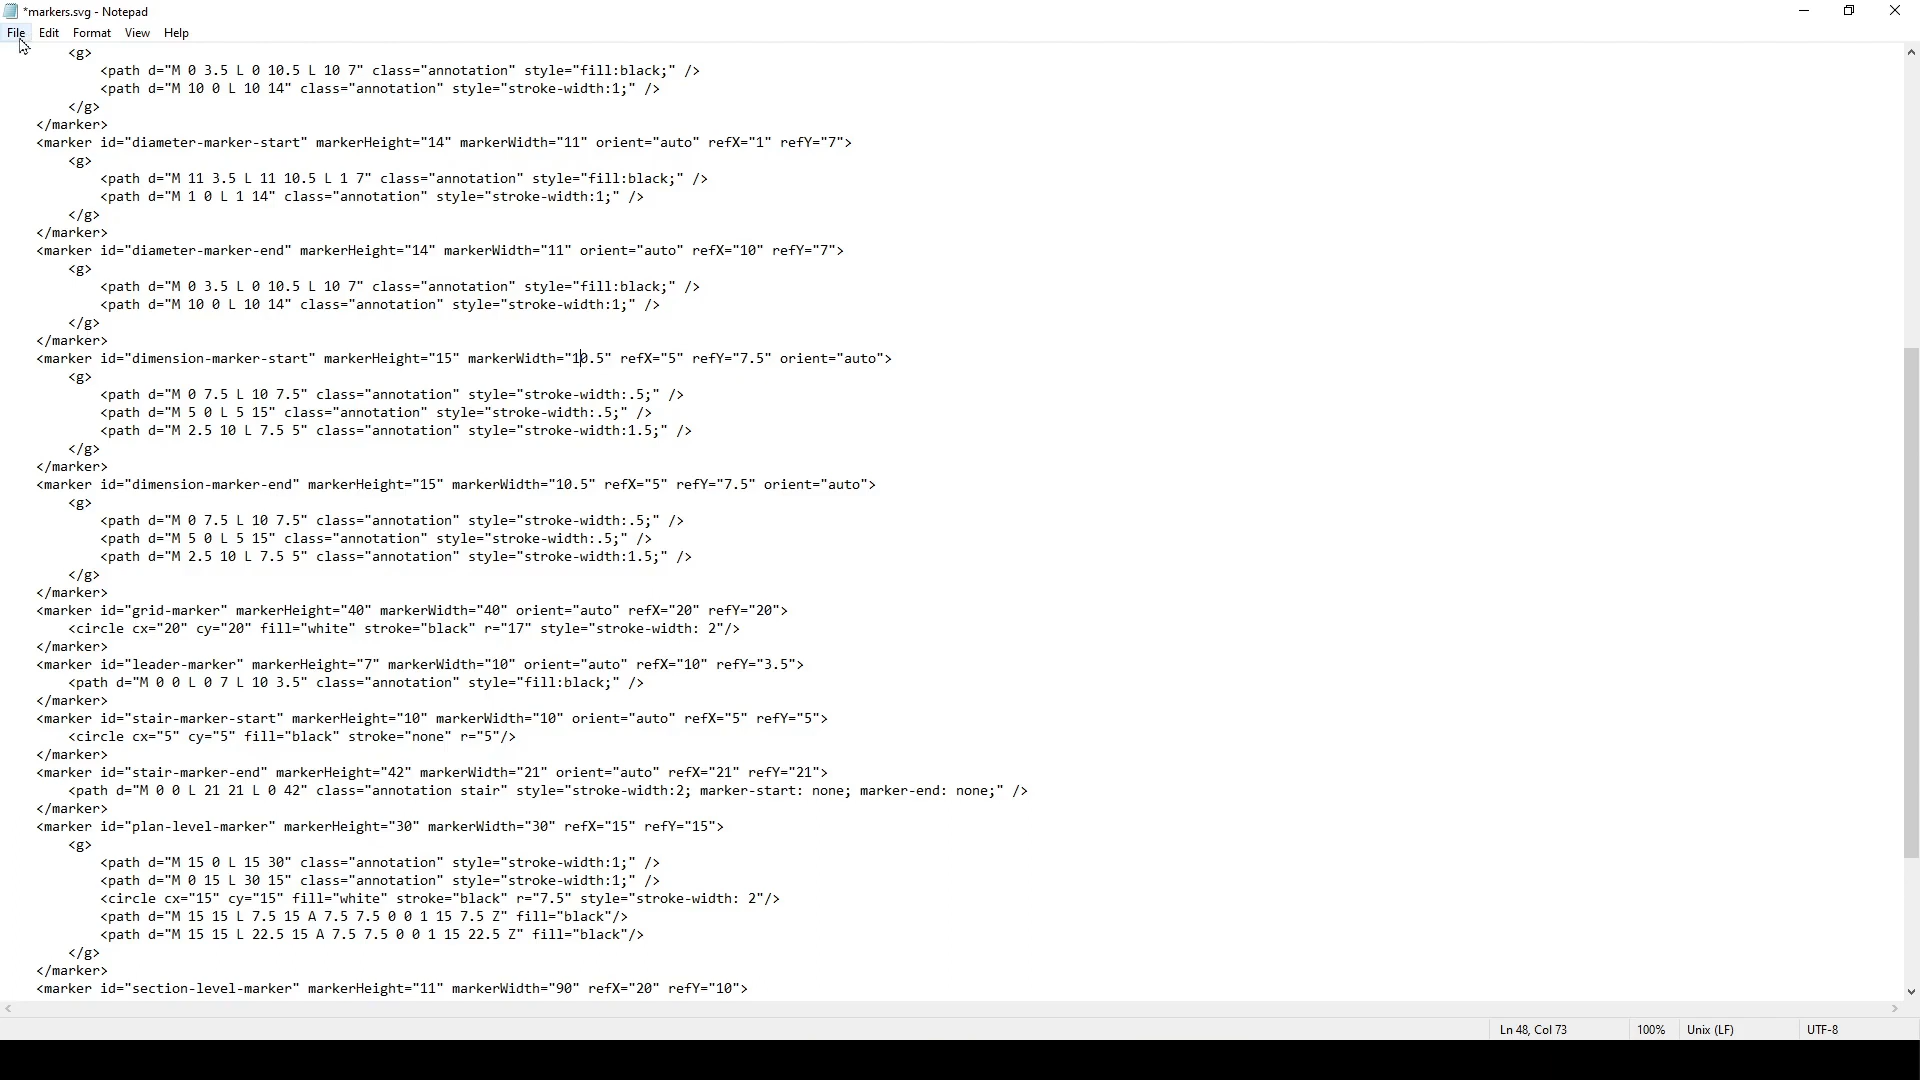 *markers.svg - Notepad
File Edit Format View Help
<g>
<path d="M 0 3.5 L 0 10.5 L 10 7" class="annotation" style="fill:black;" />
<path d="M 10 0 L 10 14" class="annotation" style="stroke-width:1;" />
</g>
</marker>
<marker id="diameter-marker-start" markerHeight="14" markerWidth="11" orient="auto" refX="1" refY="7">
<g>
<path d="M 11 3.5 L 11 10.5 L 1 7" class="annotation" style="fill:black;" />
<path d="M 1 0 L 1 14" class="annotation" style="stroke-width:1;" />
</g>
</marker>
<marker id="diameter-marker-end" markerHeight="14" markerWidth="11" orient="auto" refX="10" refY="7">
<g>
<path d="M 0 3.5 L 0 10.5 L 10 7" class="annotation" style="fill:black;" />
<path d="M 10 0 L 10 14" class="annotation" style="stroke-width:1;" />
</g>
</marker>
<marker id="dimension-marker-start" markerHeight="15" markerWidth="10.5" refX="5" refY="7.5" orient="auto">
<g>
<path d="M 0 7.5 L 10 7.5" class="annotation" style="stroke-width:.5;" />
<path d="M 5 0 L 5 15" class="annotation" style="stroke-width:.5;" />
<path d="M 2.5 10 L 7.5 5" class="annotation" style="stroke-width:1.5;" />
</g>
</marker>
<marker id="dimension-marker-end" markerHeight="15" markerWidth="10.5" refX="5" refY="7.5" orient="auto">
<g>
<path d="M 0 7.5 L 10 7.5" class="annotation" style="stroke-width:.5;" />
<path d="M 5 0 L 5 15" class="annotation" style="stroke-width:.5;" />
<path d="M 2.5 10 L 7.5 5" class="annotation" style="stroke-width:1.5;" />
</g>
</marker>
<marker id="grid-marker" markerHeight="40" markerWidth="40" orient="auto" refX="20" refY="20">
<circle cx="20" cy="20" fill="white" stroke="black" r="17" style="stroke-width: 2"/>
</marker>
<marker id="leader-marker" markerHeight="7" markerWidth="10" orient="auto" refX="10" refY="3.5">
<path d="M 0 0 L 0 7 L 10 3.5" class="annotation" style="fill:black;" />
</marker>
<marker id="stair-marker-start" markerHeight="10" markerWidth="10" orient="auto" refX="5" refY="5">
<circle cx="5" cy="5" fill="black" stroke="none" r="5"/>
</marker>
<marker id="stair-marker-end" markerHeight="42" markerWidth="21" orient="auto" refX="21" refY="21">
<path d="M 0 0 L 21 21 L 0 42" class="annotation stair" style="stroke-width:2; marker-start: none; marker-end: none;" />
</marker>
<marker id="plan-level-marker" markerHeight="30" markerWidth="30" refX="15" refY="15">
<g>
<path d="M 15 0 L 15 30" class="annotation" style="stroke-width:1;" />
<path d="M 0 15 L 30 15" class="annotation" style="stroke-width:1;" />
<circle cx="15" cy="15" fill="white" stroke="black" r="7.5" style="stroke-width: 2"/>
<path d="M 15 15 L 7.5 15 A 7.5 7.5 0 0 1 15 7.5 Z" fill="black"/>
<path d="M 15 15 L 22.5 15 A 7.5 7.5 0 0 1 15 22.5 Z" fill="black"/>
</g>
</marker>
<marker id="section-level-marker" markerHeight="11" markerWidth="90" refX="20" refY="10">
Ln 48, Col 73 100% Unix (LF) UTF-8